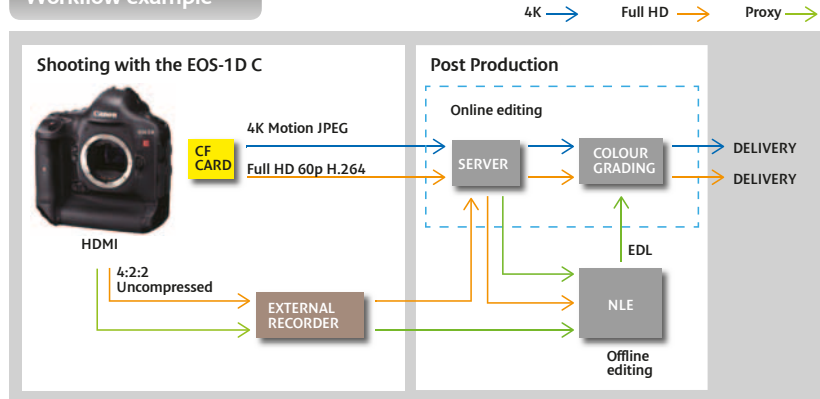 Workflow example
4K
Full HD
Proxy
Shooting with the EOS-1D C
Post Production
Canon
Online editing
4K Motion JPEG
CF
CARD
Full HD 60p H.264
SERVER
COLOUR
GRADING
DELIVERY
DELIVERY
HDMI
4:2:2
Uncompressed
EXTERNAL
RECORDER
EDL
NLE
Offline
editing